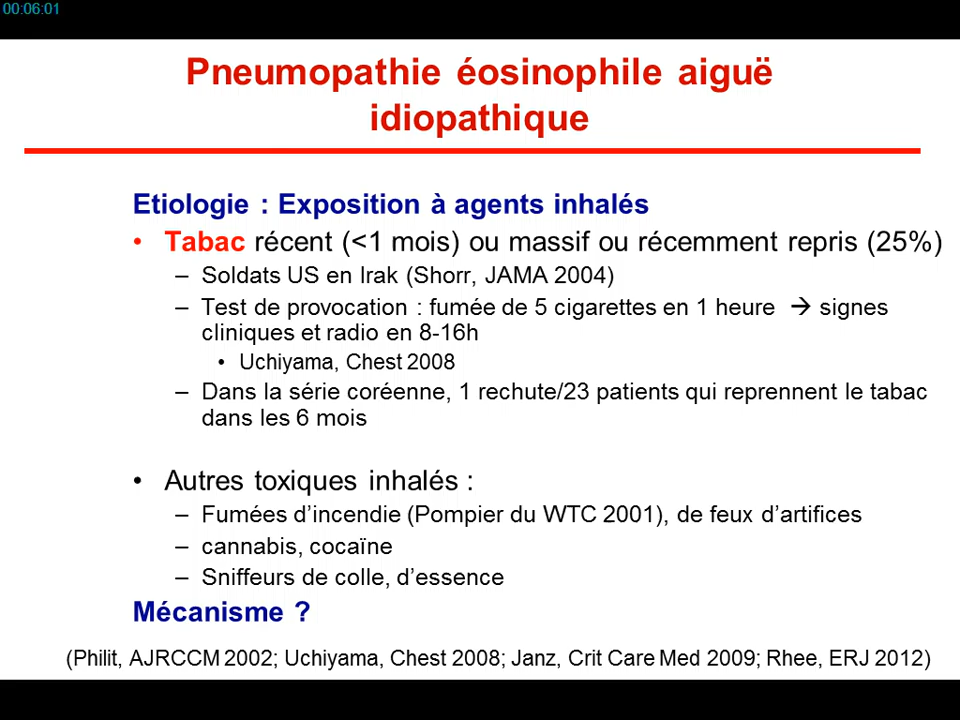 00:06:01
Pneumopathie éosinophile aiguë
idiopathique
Etiologie : Exposition à agents inhalés
• Tabac récent (<1 mois) ou massif ou récemment repris (25%)
– Soldats US en Irak (Shorr, JAMA 2004)
– Test de provocation : fumée de 5 cigarettes en 1 heure → signes
cliniques et radio en 8-16h
• Uchiyama, Chest 2008
– Dans la série coréenne, 1 rechute/23 patients qui reprennent le tabac
dans les 6 mois
• Autres toxiques inhalés :
– Fumées d’incendie (Pompier du WTC 2001), de feux d’artifices
– cannabis, cocaïne
– Sniffeurs de colle, d’essence
Mécanisme ?
(Philit, AJRCCM 2002; Uchiyama, Chest 2008; Janz, Crit Care Med 2009; Rhee, ERJ 2012)